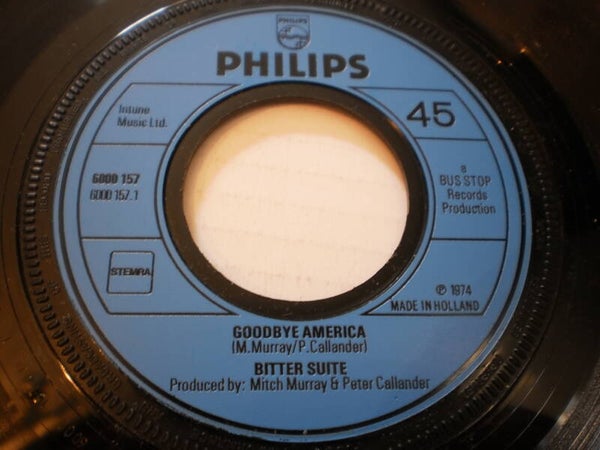 PHILIPS
PHILIPS
Intune
Music Ltd.
45
6000 157
6000 157.1
a
BUS STOP
Records
Production
STEMRA
℗ 1974
MADE IN HOLLAND
GOODBYE AMERICA
(M. Murray/P. Callander)
BITTER SUITE
Produced by: Mitch Murray & Peter Callander